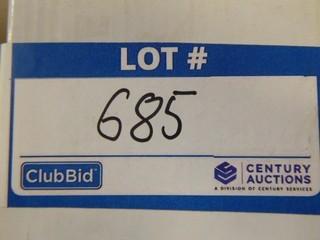 LOT #
685
ClubBid
CENTURY
AUCTIONS
A DIVISION OF CENTURY SERVICES